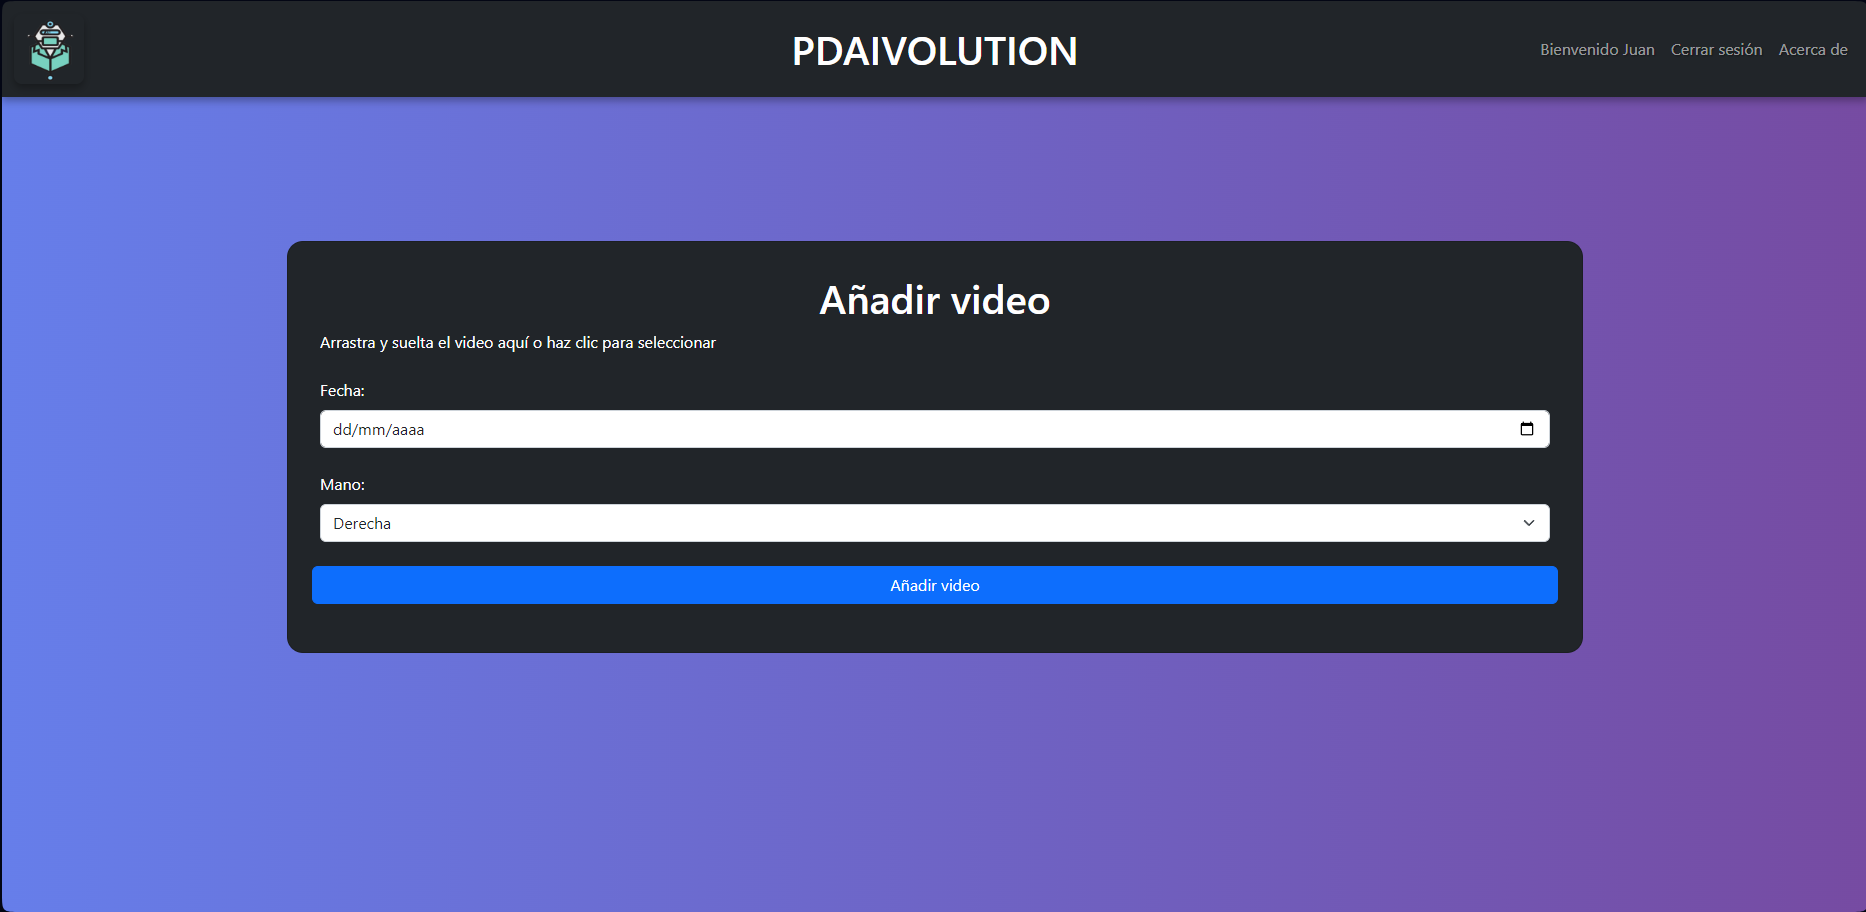 PDAIVOLUTION
Bienvenido Juan Cerrar sesión Acerca de
Añadir video
Arrastra y suelta el video aquí o haz clic para seleccionar
Fecha:
dd/mm/aaaa
Mano:
Derecha
Añadir video